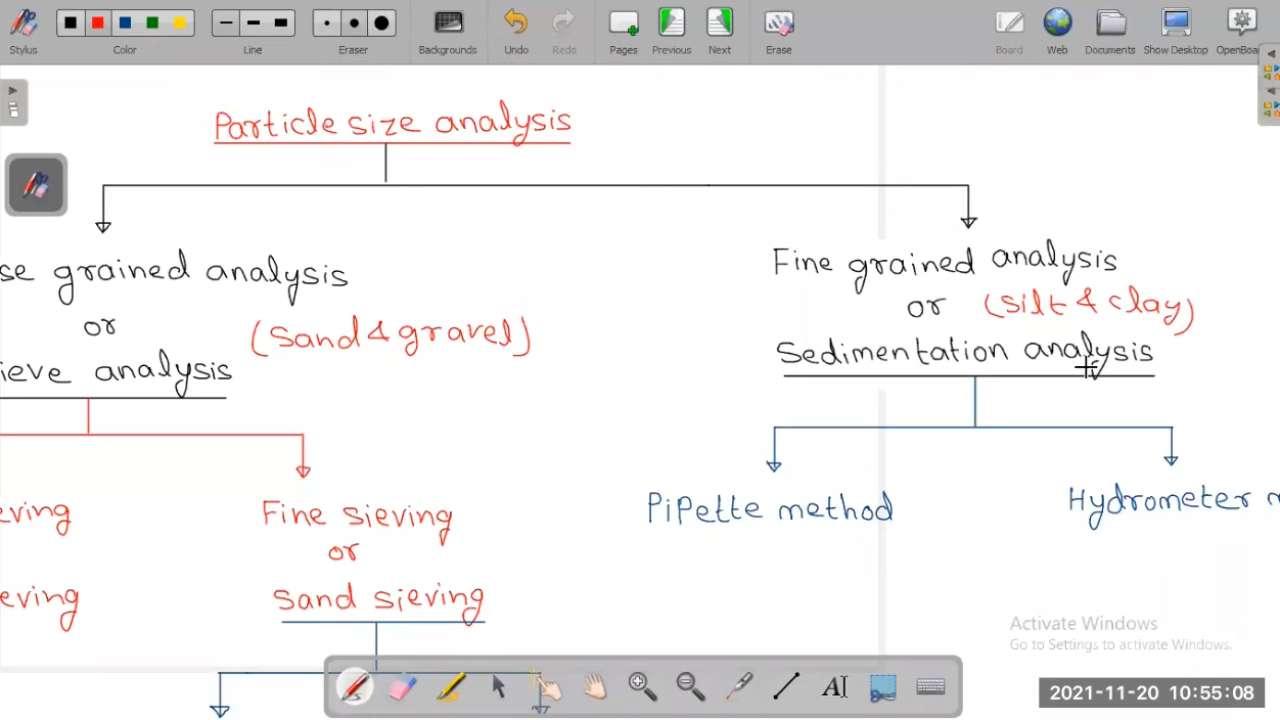 Stylus
Color
Line
Eraser
Backgrounds
Undo
Redo
Pages
Previous
Next
Erase
Board
Web
Documents
Show Desktop
OpenBoa
Particle size analysis
se grained analysis
or
(Sand & gravel)
ieve analysis
Fine grained analysis
or (Silt & clay)
Sedimentation analysis
eving
Fine sieving
or
eving
Sand sieving
PiPette method
Hydrometer
Activate Windows
Go to Settings to activate Windows.
2021-11-20 10:55:08